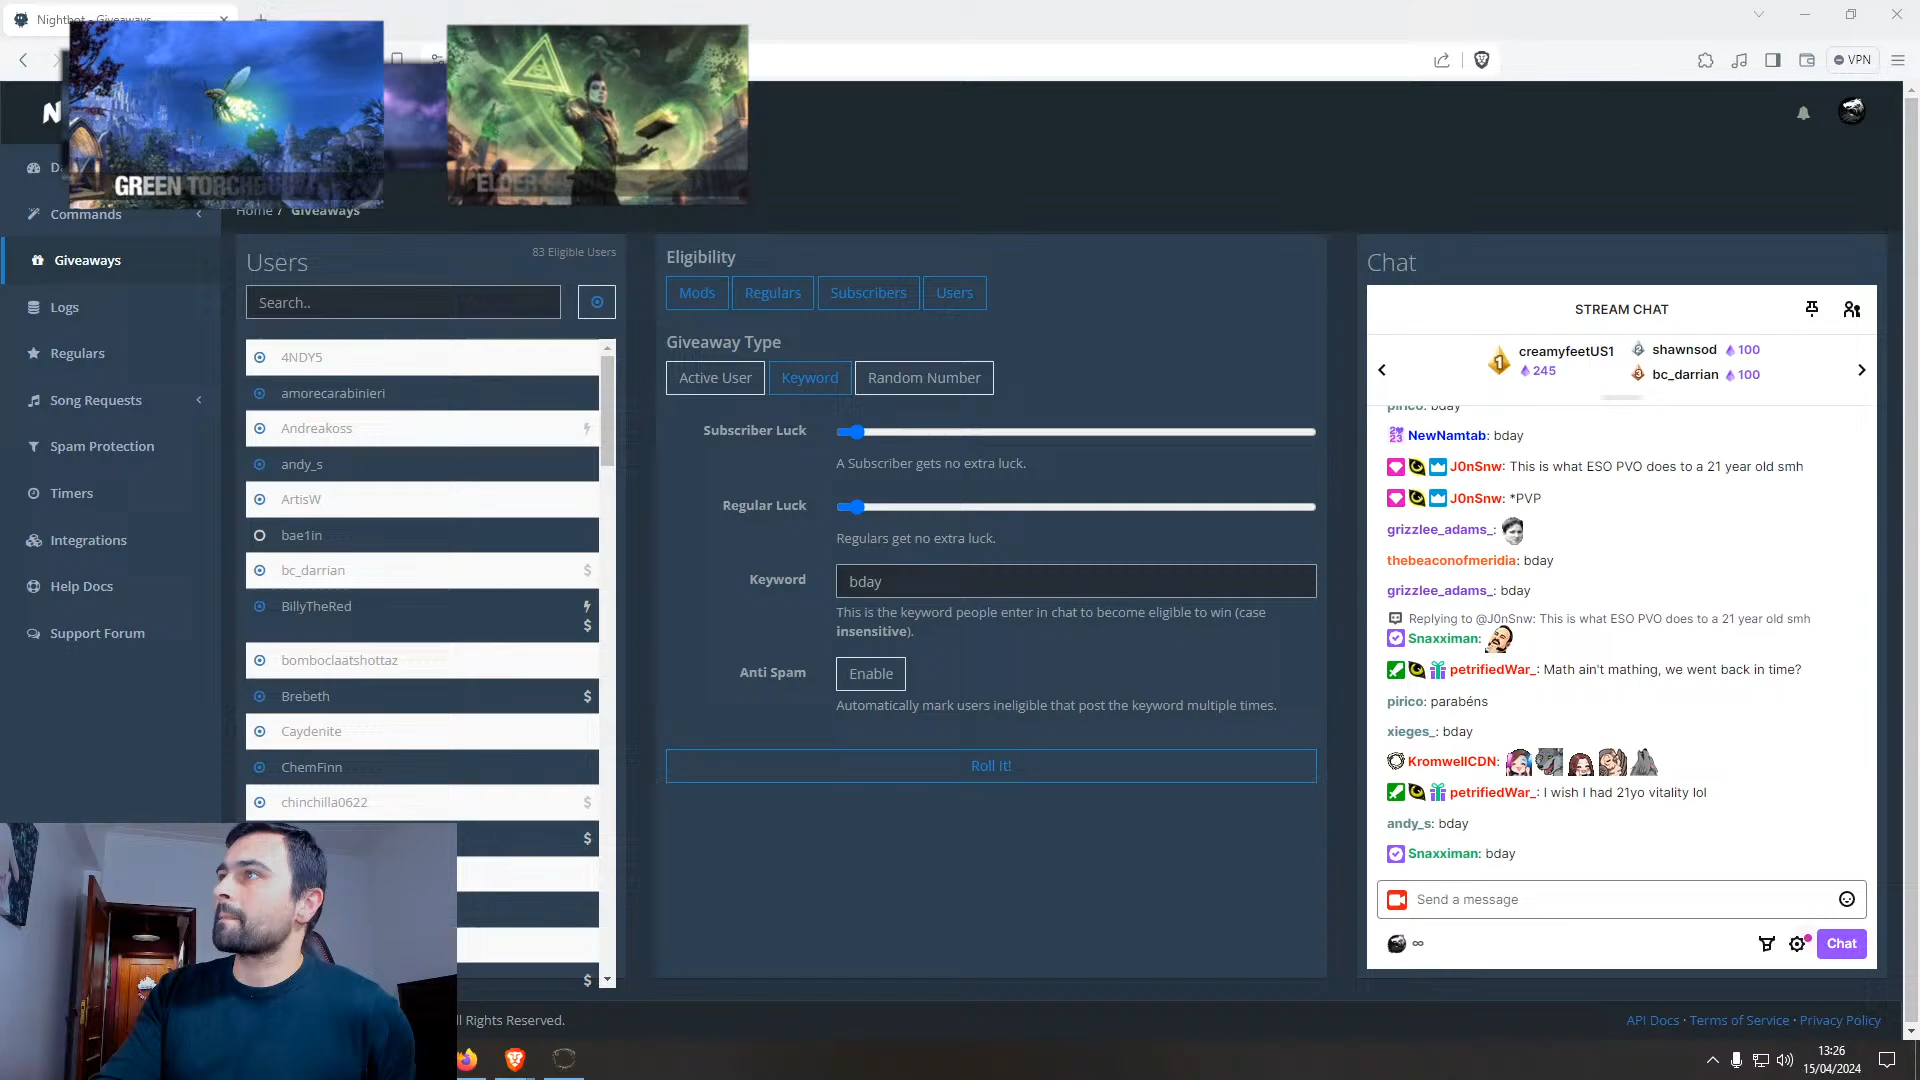 Nightbot - Giveaways
VPN
GREEN
ELDER
Commands
Giveaways
Logs
Regulars
Song Requests
Spam Protection
Timers
Integrations
Help Docs
Support Forum
Home / Giveaways
Users
83 Eligible Users
Search..
4NDY5
amorecarabinieri
Andreakoss
andy_s
ArtisW
bae1in
bc_darrian $
BillyTheRed
$
bomboclaatshottaz
Brebeth $
Caydenite
ChemFinn
chinchilla0622 $
$
$
Eligibility
Mods
Regulars
Subscribers
Users
Giveaway Type
Active User
Keyword
Random Number
Subscriber Luck
A Subscriber gets no extra luck.
Regular Luck
Regulars get no extra luck.
Keyword
bday
This is the keyword people enter in chat to become eligible to win (case
insensitive).
Anti Spam
Enable
Automatically mark users ineligible that post the keyword multiple times.
Roll It!
Chat
STREAM CHAT
1 creamyfeetUS1 245
2 shawnsod 100
3 bc_darrian 100
pirico: bday
NewNamtab: bday
J0nSnw: This is what ESO PVO does to a 21 year old smh
J0nSnw: *PVP
grizzlee_adams_:
thebeaconofmeridia: bday
grizzlee_adams_: bday
Replying to @J0nSnw: This is what ESO PVO does to a 21 year old smh
Snaxximan:
petrifiedWar_: Math ain't mathing, we went back in time?
pirico: parabéns
xieges_: bday
KromwellCDN:
petrifiedWar_: I wish I had 21yo vitality lol
andy_s: bday
Snaxximan: bday
Send a message
∞
Chat
ll Rights Reserved.
API Docs · Terms of Service · Privacy Policy
13:26
15/04/2024